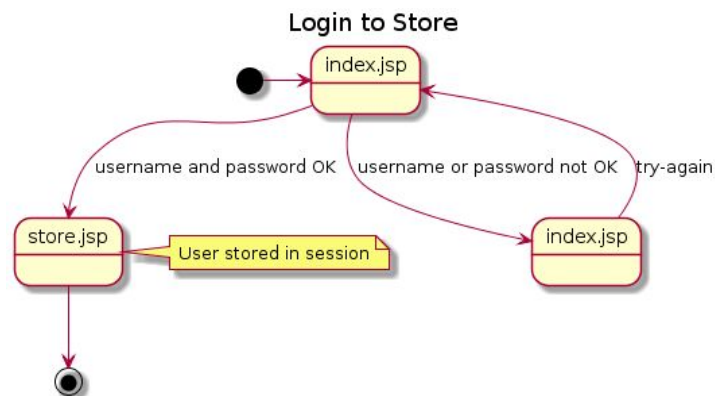 Login to Store
index.jsp
username and password OK
username or password not OK
try-again
store.jsp
User stored in session
index.jsp